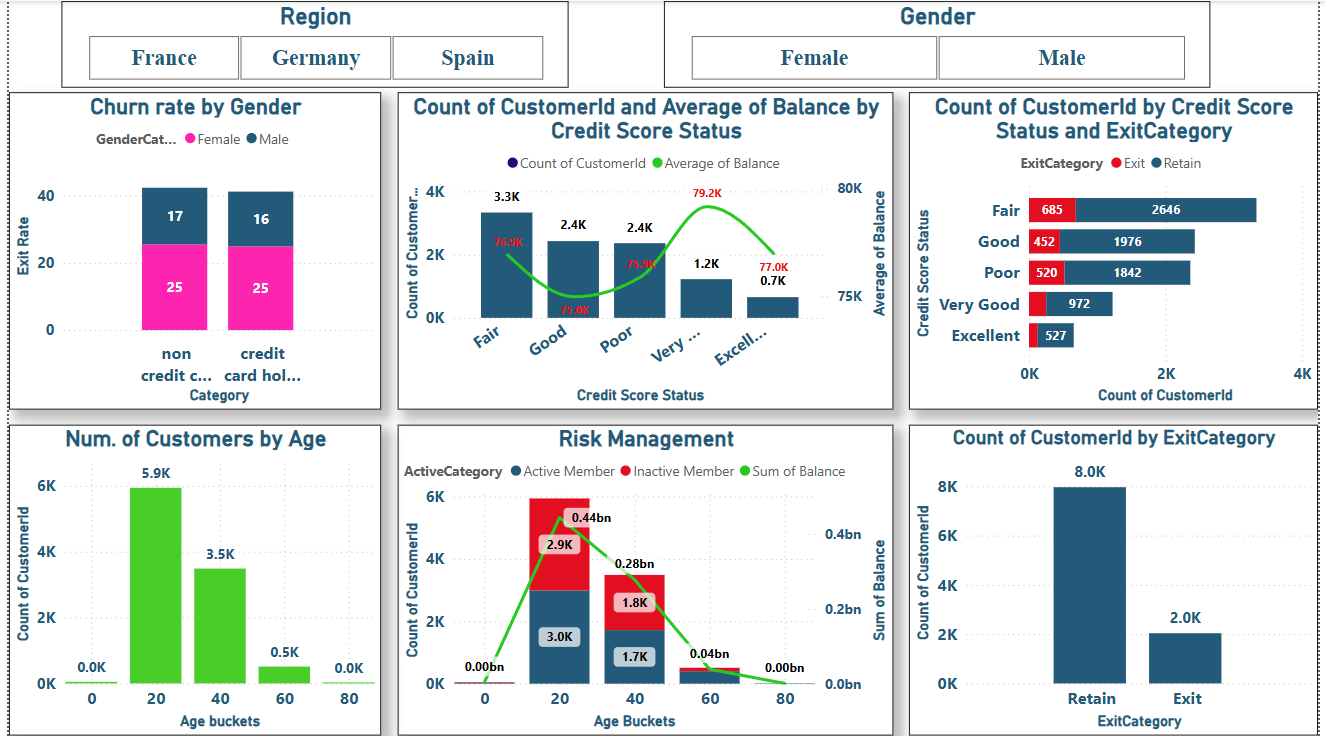 Region
France
Germany
Spain
Gender
Female
Male
Churn rate by Gender
GenderCat... Female Male
Exit Rate
40
20
0
17
16
25
25
non
credit c...
credit
card hol...
Category
Count of CustomerId and Average of Balance by
Credit Score Status
Count of CustomerId Average of Balance
Count of Customer...
4K
2K
0K
3.3K
2.4K
2.4K
1.2K
0.7K
76.9K
75.0K
75.9K
79.2K
77.0K
80K
75K
Average of Balance
Fair
Good
Poor
Very ...
Excell...
Credit Score Status
Count of CustomerId by Credit Score
Status and ExitCategory
ExitCategory Exit Retain
Credit Score Status
Fair 685 2646
Good 452 1976
Poor 520 1842
Very Good 972
Excellent 527
0K 2K 4K
Count of CustomerId
Num. of Customers by Age
Count of CustomerId
6K
4K
2K
0K
0.0K
5.9K
3.5K
0.5K
0.0K
0 20 40 60 80
Age buckets
Risk Management
ActiveCategory Active Member Inactive Member Sum of Balance
Count of CustomerId
6K
4K
2K
0K
0.00bn
0.44bn
2.9K
3.0K
0.28bn
1.8K
1.7K
0.04bn
0.00bn
0.4bn
0.2bn
0.0bn
Sum of Balance
0 20 40 60 80
Age Buckets
Count of CustomerId by ExitCategory
Count of CustomerId
8K
6K
4K
2K
0K
8.0K
2.0K
Retain Exit
ExitCategory